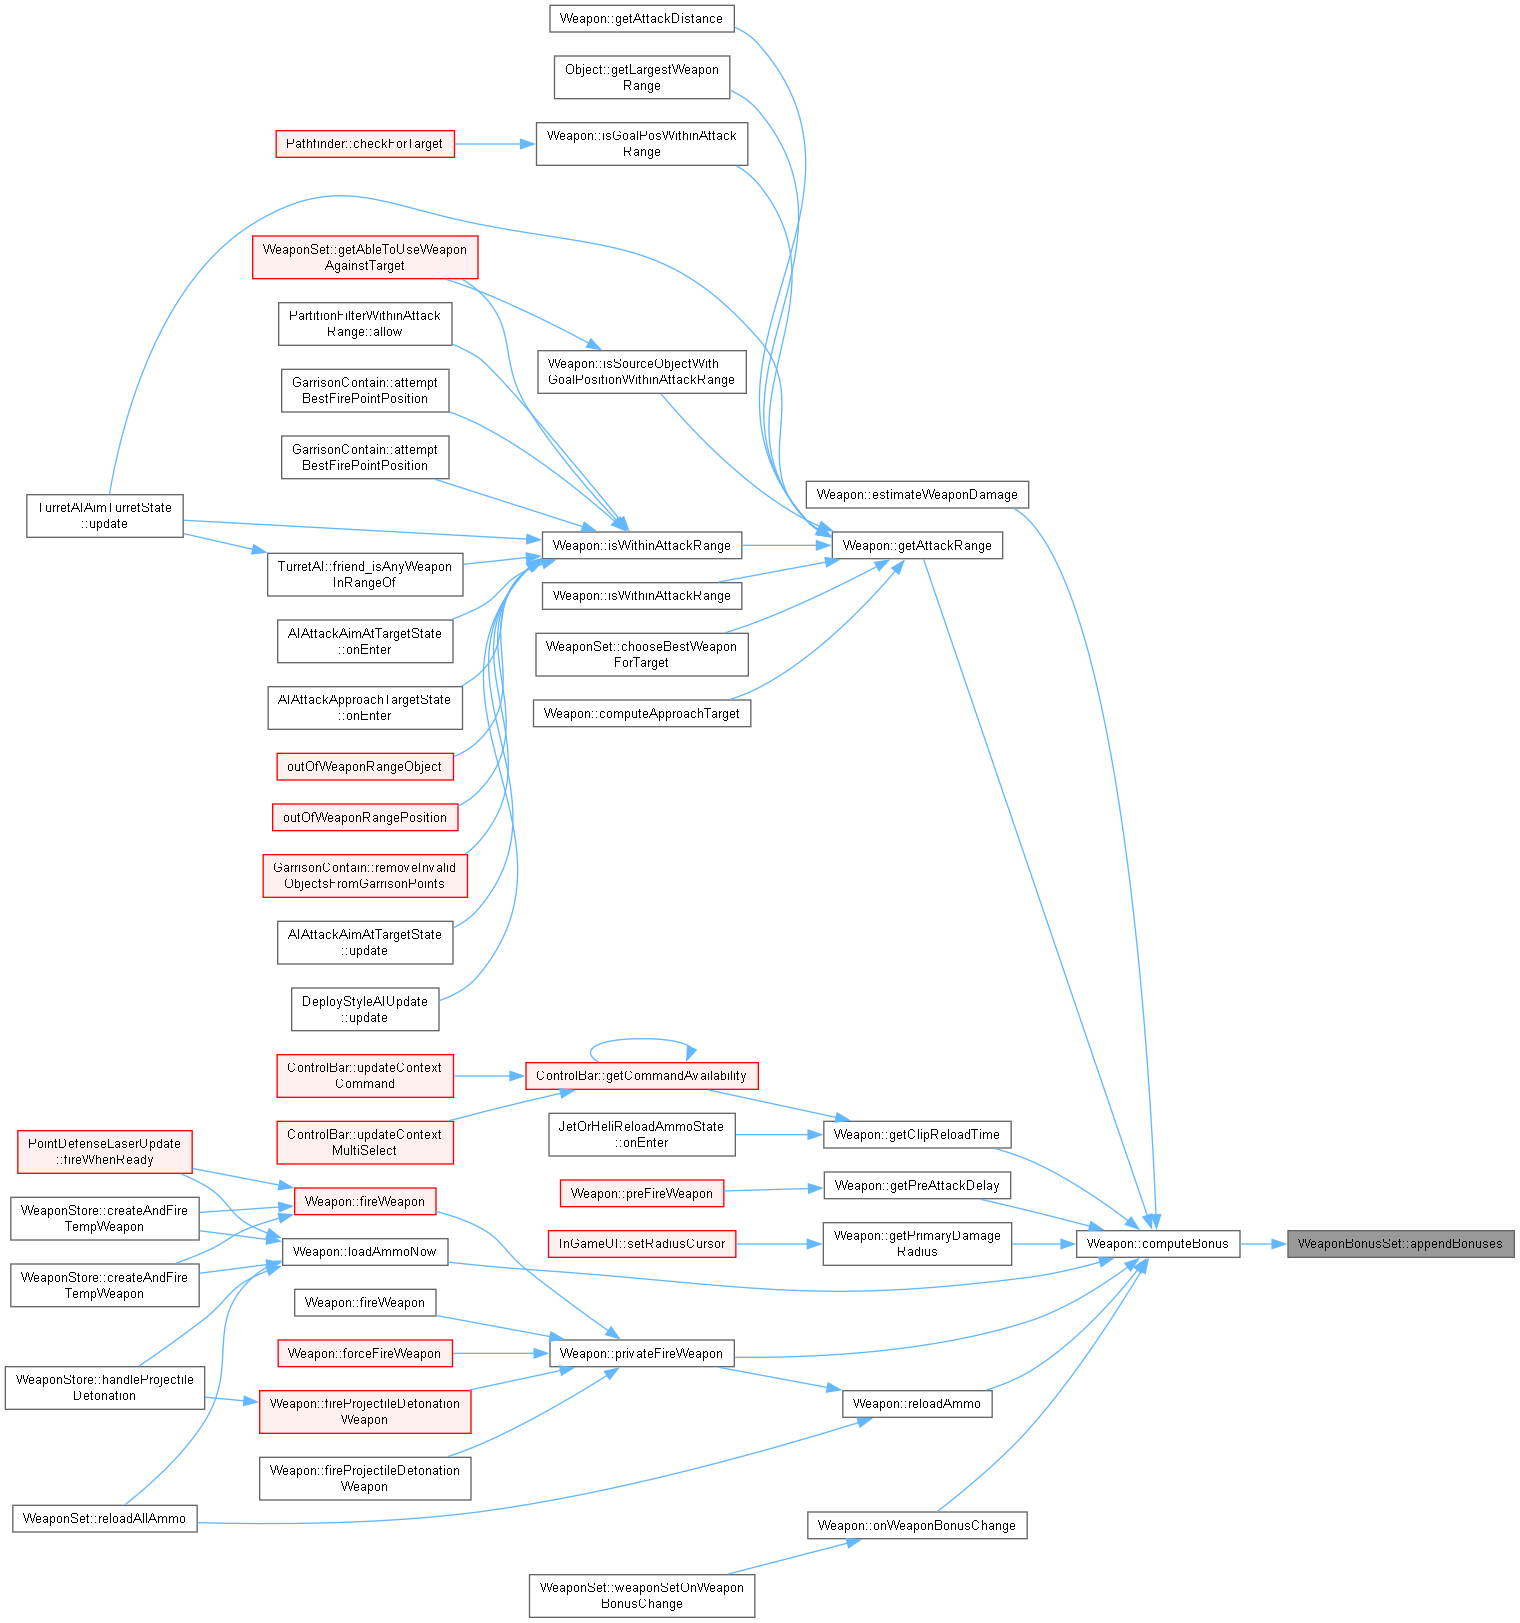 Weapon::getAttackDistance
Object::getLargestWeapon
Range
Weapon::isGoalPosWithinAttack
Range
Pathfinder::checkForTarget
WeaponSet::getAbleToUseWeapon
AgainstTarget
PartitionFilterWithinAttack
Range::allow
Weapon::isSourceObjectWith
GoalPositionWithinAttackRange
GarrisonContain::attempt
BestFirePointPosition
GarrisonContain::attempt
BestFirePointPosition
TurretAIAimTurretState
::update
Weapon::estimateWeaponDamage
Weapon::isWithinAttackRange
Weapon::getAttackRange
TurretAI::friend_isAnyWeapon
InRangeOf
Weapon::isWithinAttackRange
AIAttackAimAtTargetState
::onEnter
WeaponSet::chooseBestWeapon
ForTarget
AIAttackApproachTargetState
::onEnter
Weapon::computeApproachTarget
outOfWeaponRangeObject
outOfWeaponRangePosition
GarrisonContain::removeInvalid
ObjectsFromGarrisonPoints
AIAttackAimAtTargetState
::update
DeployStyleAIUpdate
::update
ControlBar::updateContext
Command
ControlBar::getCommandAvailability
ControlBar::updateContext
MultiSelect
JetOrHeliReloadAmmoState
::onEnter
Weapon::getClipReloadTime
PointDefenseLaserUpdate
::fireWhenReady
Weapon::fireWeapon
Weapon::preFireWeapon
Weapon::getPreAttackDelay
WeaponStore::createAndFire
TempWeapon
Weapon::loadAmmoNow
InGameUI::setRadiusCursor
Weapon::getPrimaryDamage
Radius
Weapon::computeBonus
WeaponBonusSet::appendBonuses
WeaponStore::createAndFire
TempWeapon
Weapon::fireWeapon
Weapon::forceFireWeapon
Weapon::privateFireWeapon
WeaponStore::handleProjectile
Detonation
Weapon::fireProjectileDetonation
Weapon
Weapon::reloadAmmo
Weapon::fireProjectileDetonation
Weapon
WeaponSet::reloadAllAmmo
Weapon::onWeaponBonusChange
WeaponSet::weaponSetOnWeapon
BonusChange